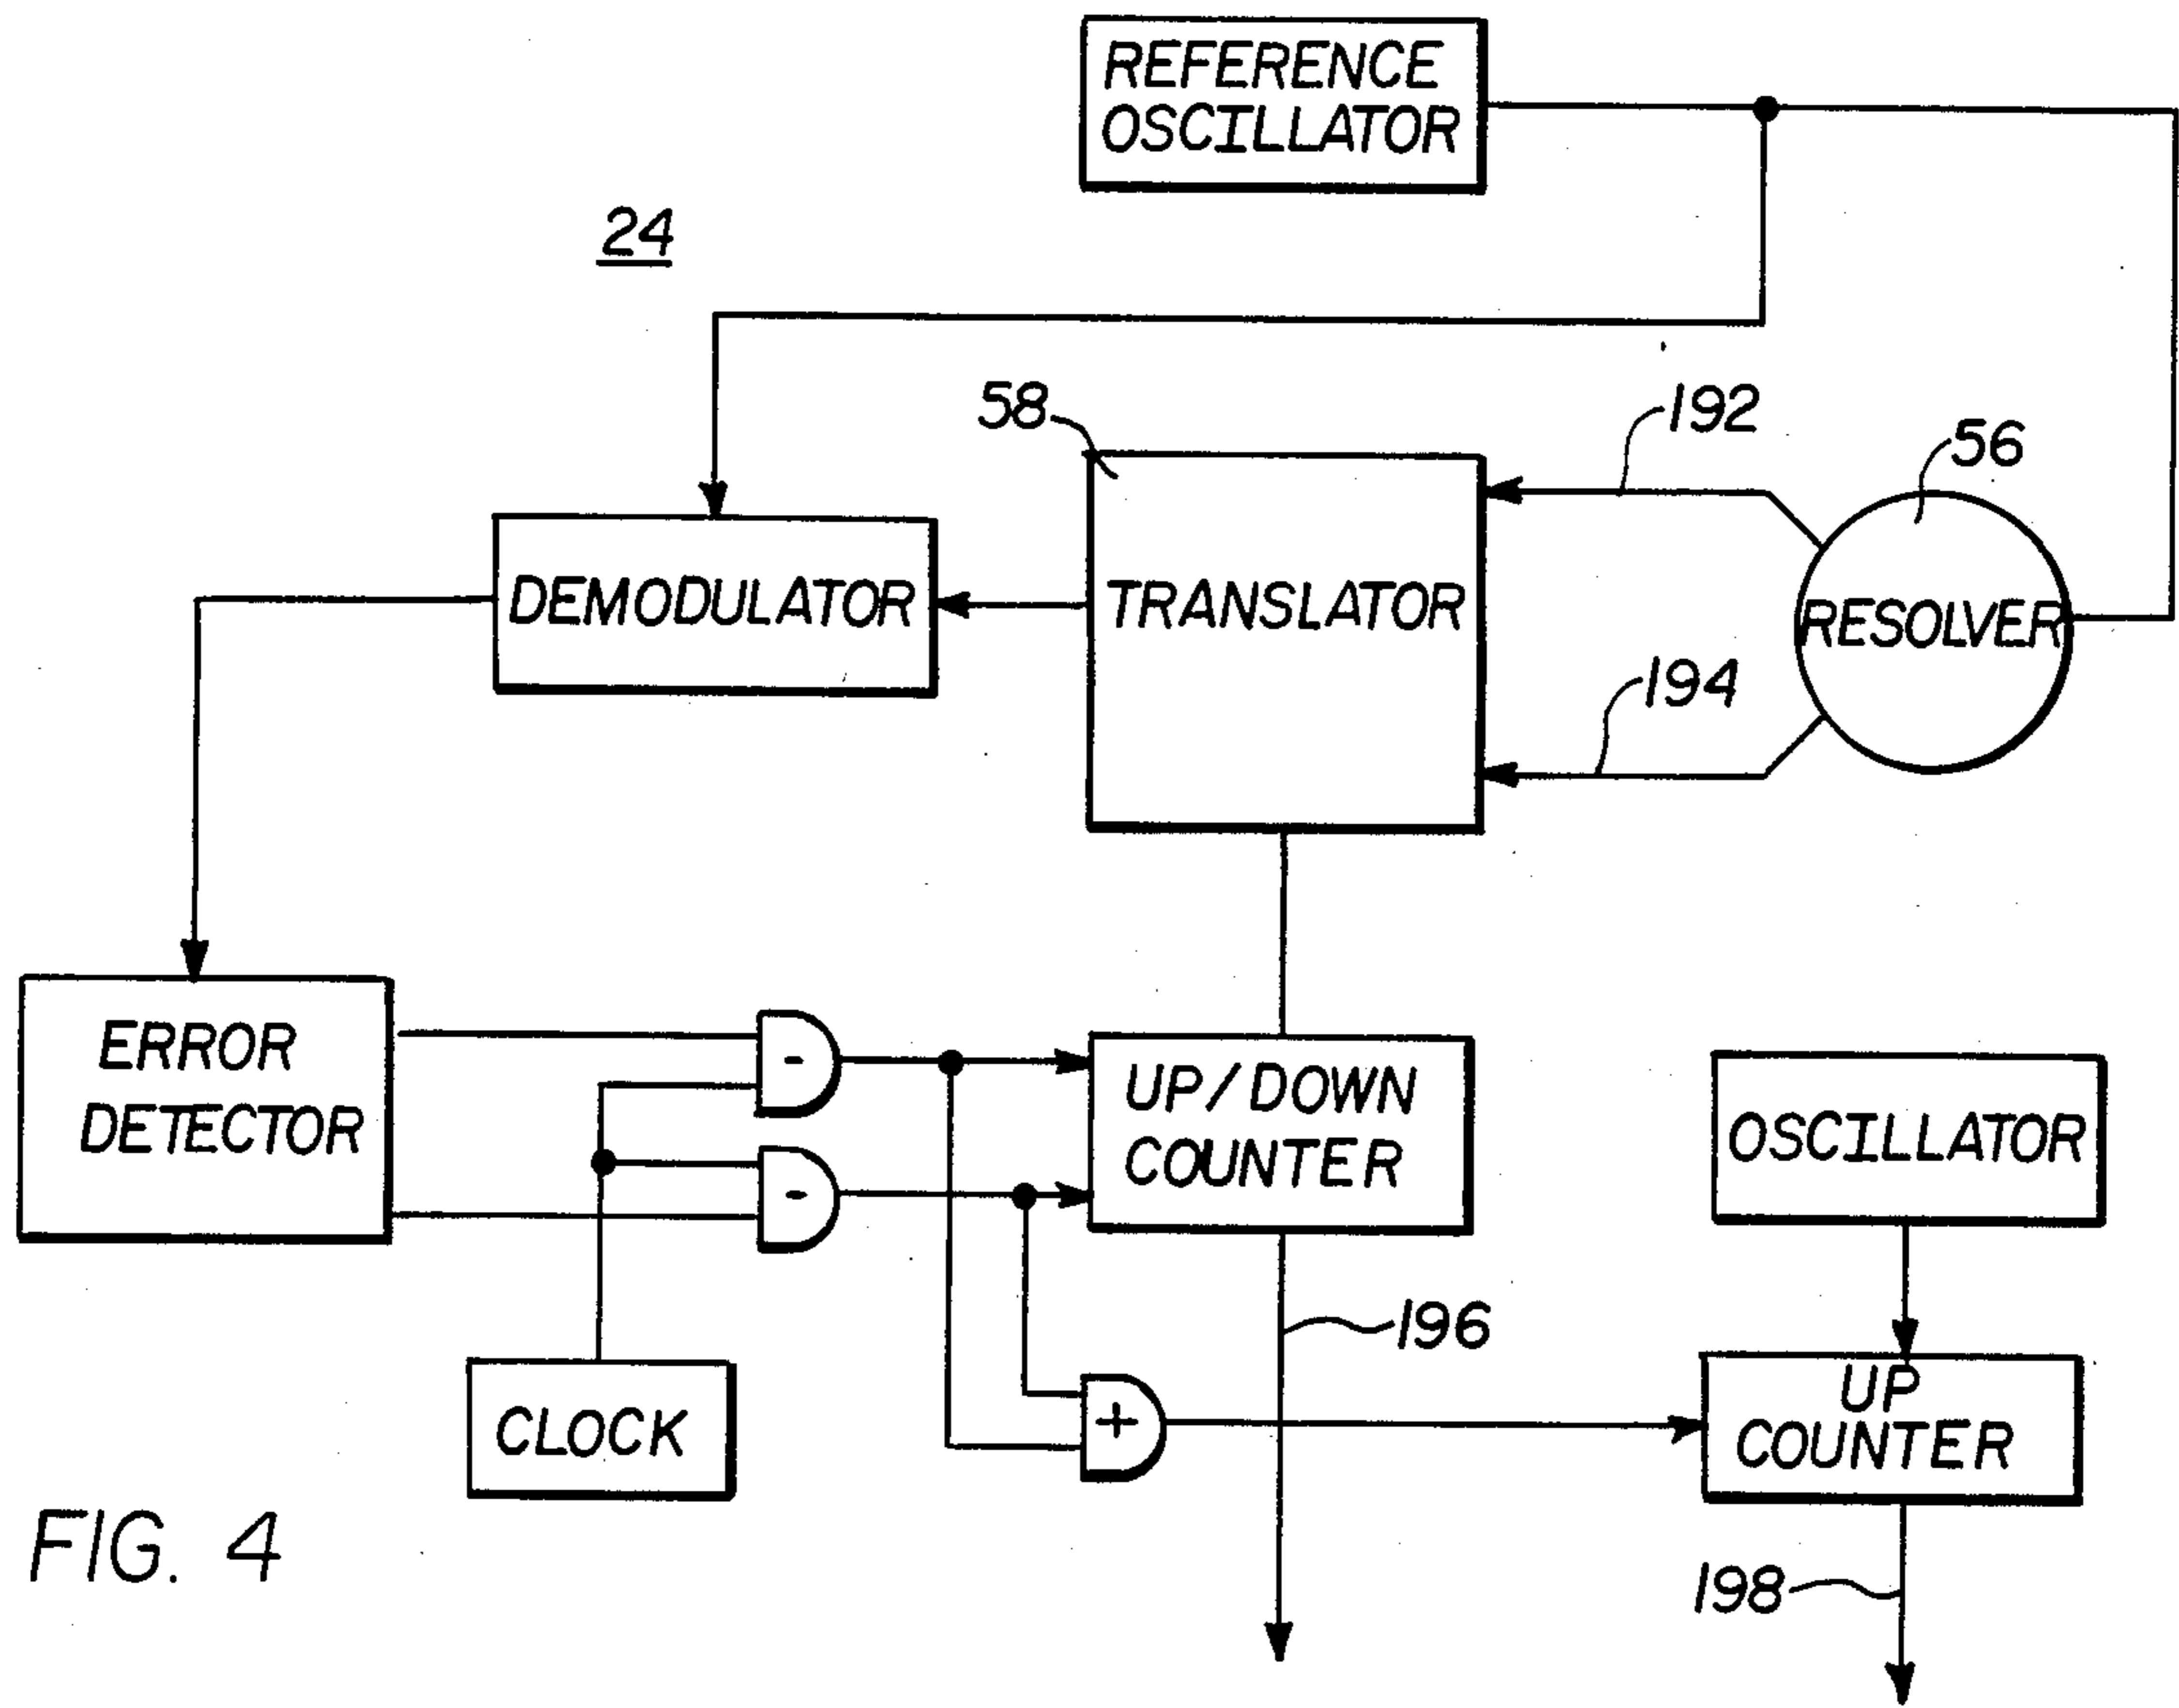 REFERENCE
OSCILLATOR
24
58
192
56
DEMODULATOR
TRANSLATOR
RESOLVER
194
ERROR
DETECTOR
-
-
UP/DOWN
COUNTER
OSCILLATOR
196
CLOCK
+
UP
COUNTER
FIG. 4
198